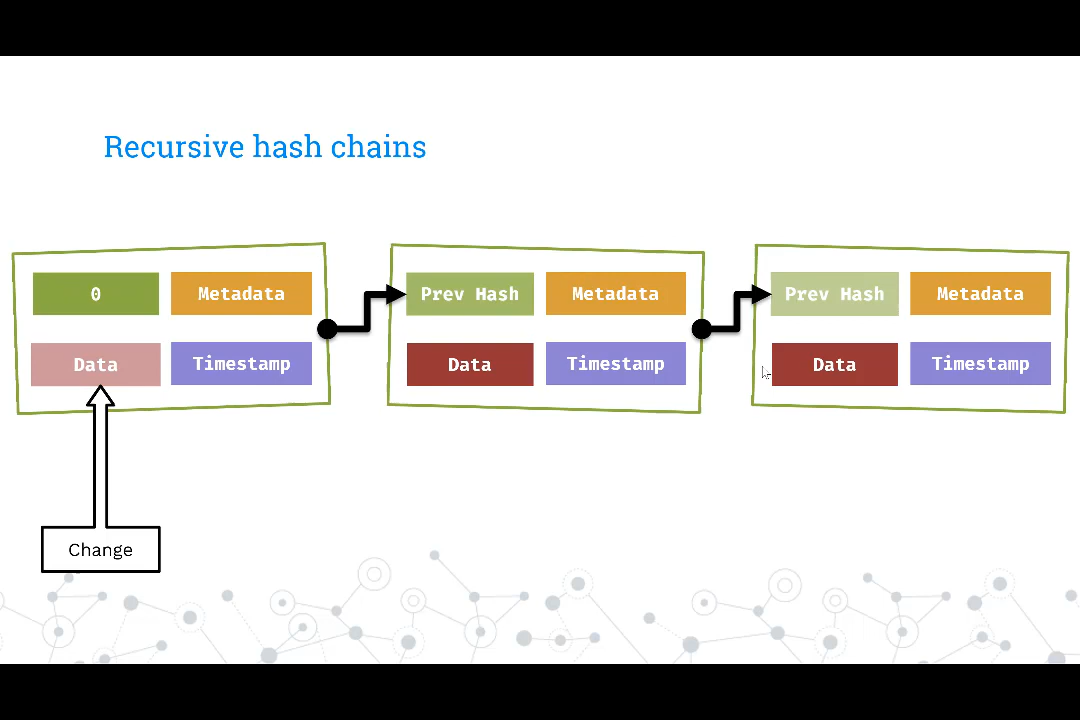 Recursive hash chains
0
Metadata
Data
Timestamp
Prev Hash
Metadata
Data
Timestamp
Prev Hash
Metadata
Data
Timestamp
Change